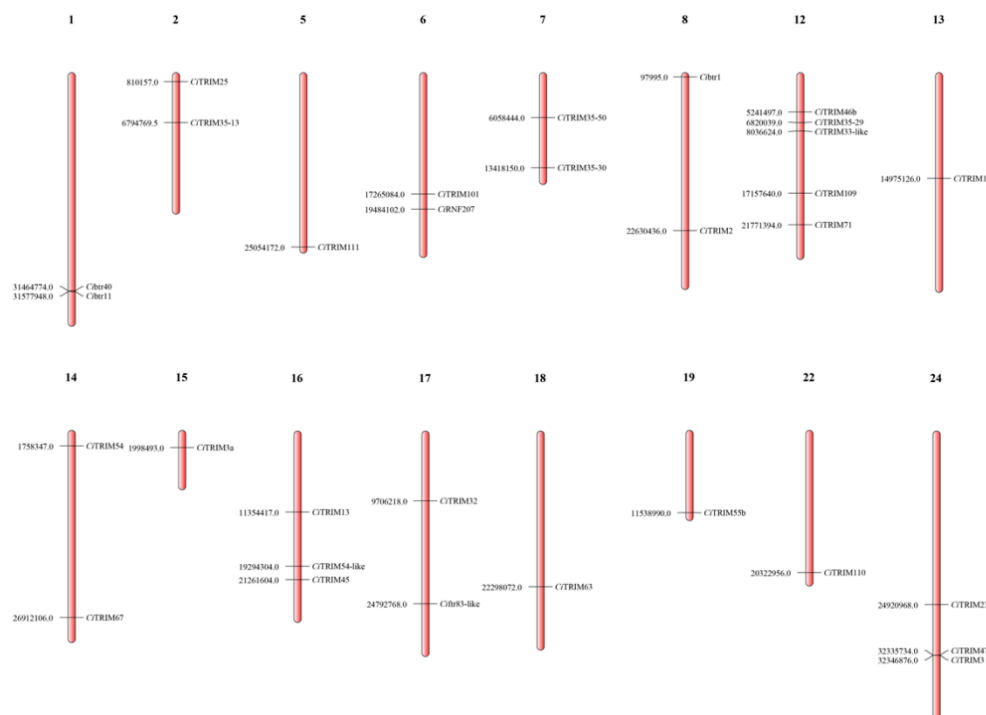 1 2 5 6 7 8 12 13
810157.0 CiTRIM25
6794769.5 CiTRIM35-13
31464774.0 Cibtr40
31577948.0 Cibtr11
25054172.0 CiTRIM111
17265084.0 CiTRIM101
19484102.0 CiRNF207
6058444.0 CiTRIM35-50
13418150.0 CiTRIM35-30
97995.0 Cibtr1
22630436.0 CiTRIM2
5241497.0 CiTRIM46b
6820039.0 CiTRIM35-29
8036624.0 CiTRIM33-like
17157640.0 CiTRIM109
21771394.0 CiTRIM71
14975126.0
14 15 16 17 18 19 22 24
1758347.0 CiTRIM54
26912106.0 CiTRIM67
1998493.0 CiTRIM3a
11354417.0 CiTRIM13
19294304.0 CiTRIM54-like
21261604.0 CiTRIM45
9706218.0 CiTRIM32
24792768.0 Ciftr83-like
22298072.0 CiTRIM63
11538990.0 CiTRIM55b
20322956.0 CiTRIM110
24920968.0
32335734.0
32346876.0 CiTRIM3